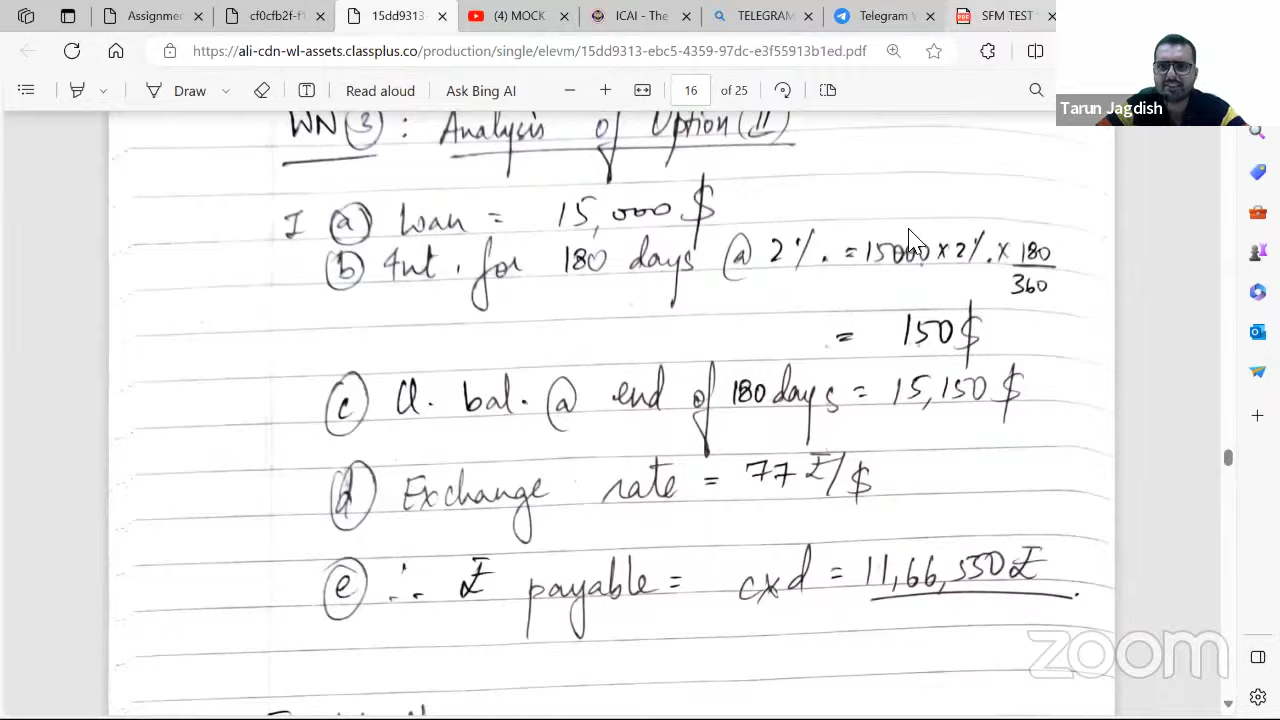 Assignment
16cdb2f-f1
15dd9313
(4) MOCK
ICAI - The
TELEGRAM
Telegram
SFM TEST
https://ali-cdn-wl-assets.classplus.co/production/single/elevm/15dd9313-ebc5-4359-97dc-e3f55913b1ed.pdf
Draw
Read aloud
Ask Bing AI
16 of 25
Tarun Jagdish
WN(3) : Analysis of Option (II)
I (a) Loan = 15,000 $
(b) Int. for 180 days @ 2%. = 15000 × 2% × 180/360
= 150 $
(c) Cl. bal. @ end of 180 days = 15,150 $
(d) Exchange rate = 77 ₹/$
(e) ∴ ₹ payable = c×d = 11,66,550 ₹
zoom